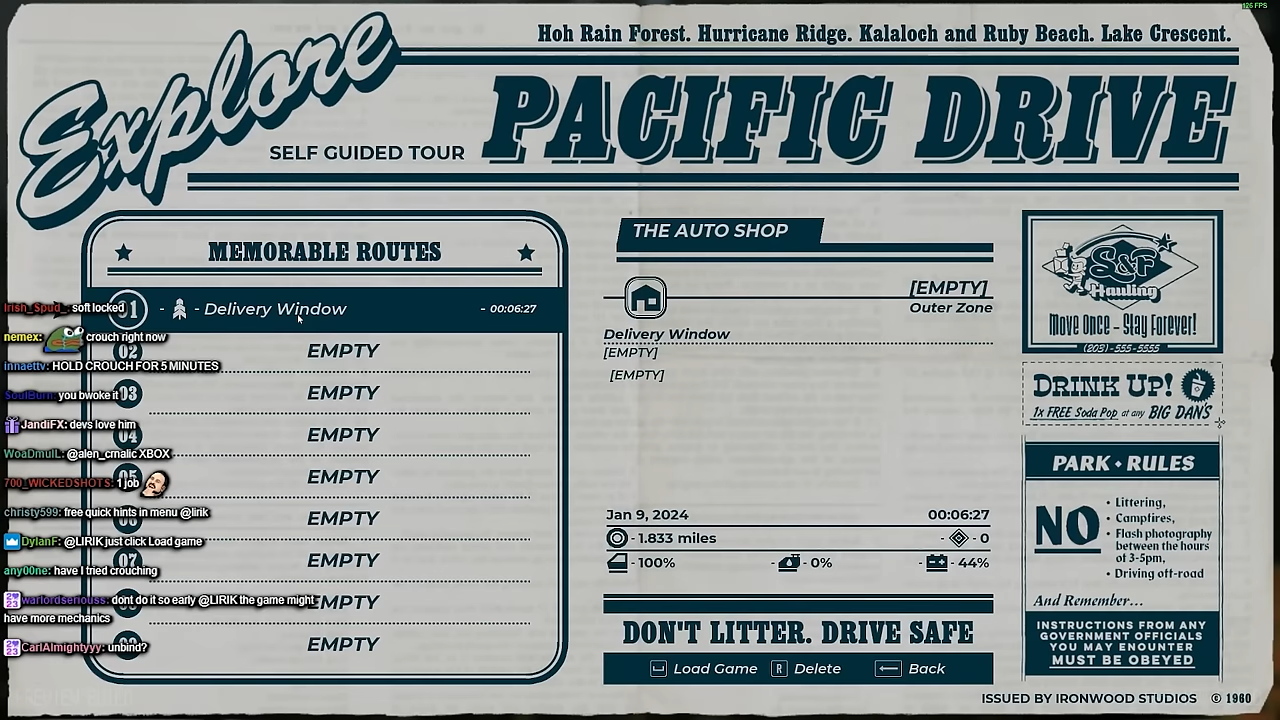 126 FPS
Explore
Hoh Rain Forest. Hurricane Ridge. Kalaloch and Ruby Beach. Lake Crescent.
SELF GUIDED TOUR
PACIFIC DRIVE
MEMORABLE ROUTES
01 - - Delivery Window - 00:06:27
02 EMPTY
03 EMPTY
04 EMPTY
05 EMPTY
06 EMPTY
07 EMPTY
EMPTY
EMPTY
Irish_Spud_: soft locked
nemex: crouch right now
innaettv: HOLD CROUCH FOR 5 MINUTES
SoulBurn: you bwoke it
JandiFX: devs love him
WoaDmulL: @alen_crnalic XBOX
700_WICKEDSHOTS: 1 job
christy599: free quick hints in menu @lirik
DylanF: @LIRIK just click Load game
any00ne: have I tried crouching
warlordseriouss: dont do it so early @LIRIK the game might
have more mechanics
CarlAlmightyyy: unbind?
THE AUTO SHOP
[EMPTY]
Outer Zone
Delivery Window
[EMPTY]
[EMPTY]
Jan 9, 2024 00:06:27
- 1.833 miles - - 0
- 100% - - 0% - - 44%
DON'T LITTER. DRIVE SAFE
Load Game R Delete Back
S&F
Hauling
Move Once - Stay Forever!
(203)-555-5555
DRINK UP!
1x FREE Soda Pop at any BIG DAN'S
PARK • RULES
NO
• Littering,
• Campfires,
• Flash photography
between the hours
of 3-5pm,
• Driving off-road
And Remember...
INSTRUCTIONS FROM ANY
GOVERNMENT OFFICIALS
YOU MAY ENOUNTER
MUST BE OBEYED
ISSUED BY IRONWOOD STUDIOS © 1960